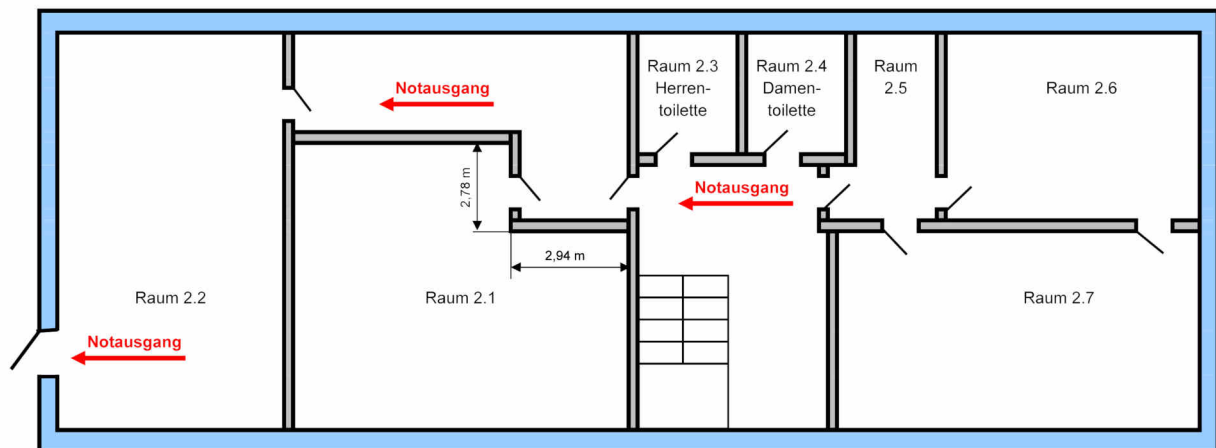 Raum 2.3
Herren-
toilette
Raum 2.4
Damen-
toilette
Raum
2.5
Raum 2.6
Notausgang
Notausgang
2,78 m
2,94 m
Raum 2.2
Raum 2.1
Raum 2.7
Notausgang